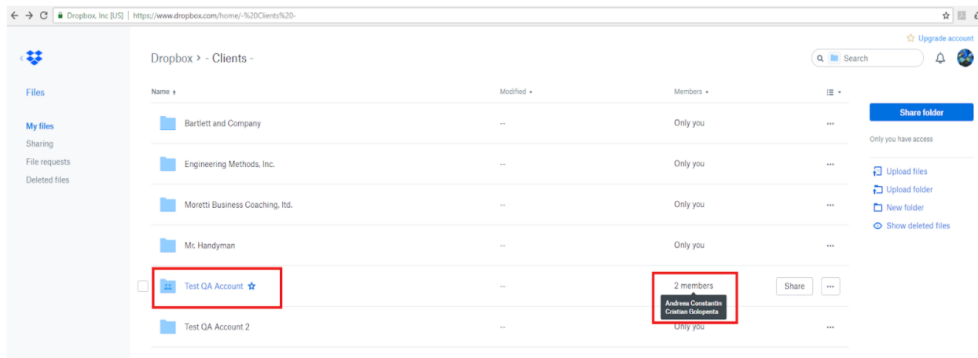 Dropbox, Inc [US] | https://www.dropbox.com/home/-%20Clients%20-
Upgrade account
Dropbox > - Clients -
Search
Files
My files
Sharing
File requests
Deleted files
Name Modified Members
Bartlett and Company -- Only you
Engineering Methods, Inc. -- Only you
Moretti Business Coaching, ltd. -- Only you
Mr. Handyman -- Only you
Test QA Account -- 2 members Share
Andreea Constantin
Cristian Golopenta
Test QA Account 2 -- Only you
Share folder
Only you have access
Upload files
Upload folder
New folder
Show deleted files